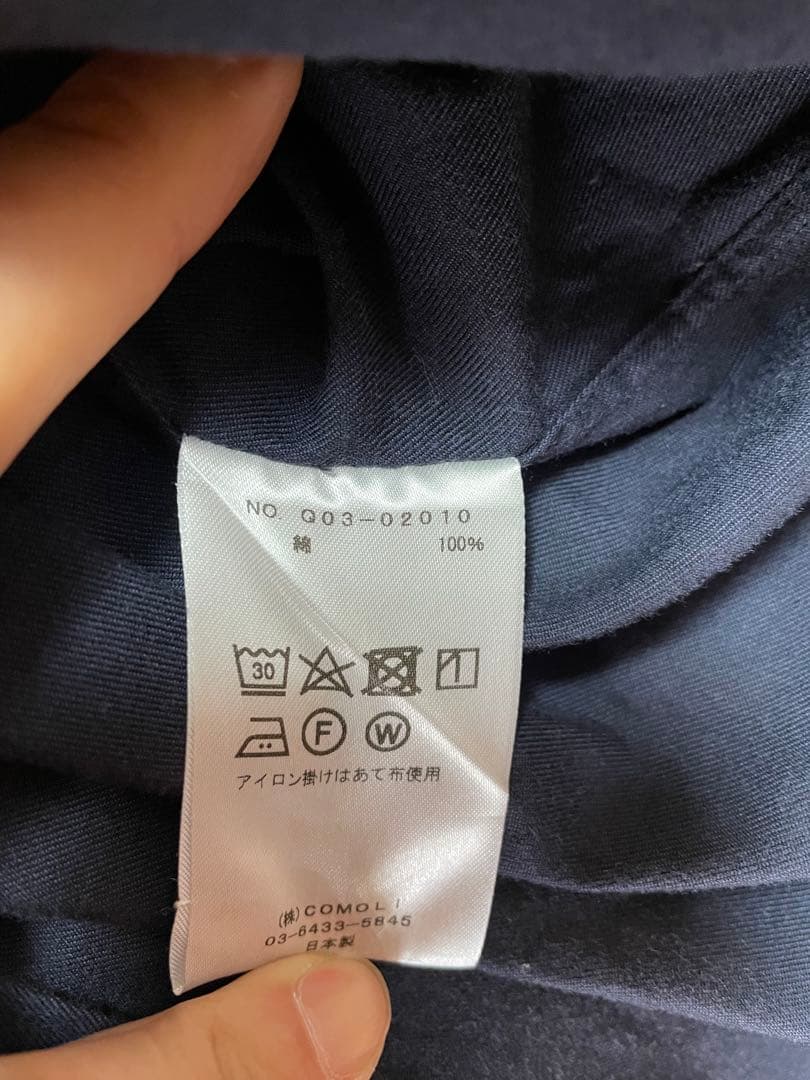 NO. Q03-02010
綿 100%
30
F W
アイロン掛けはあて布使用
(株)COMOLI
03-6433-5845
日本製